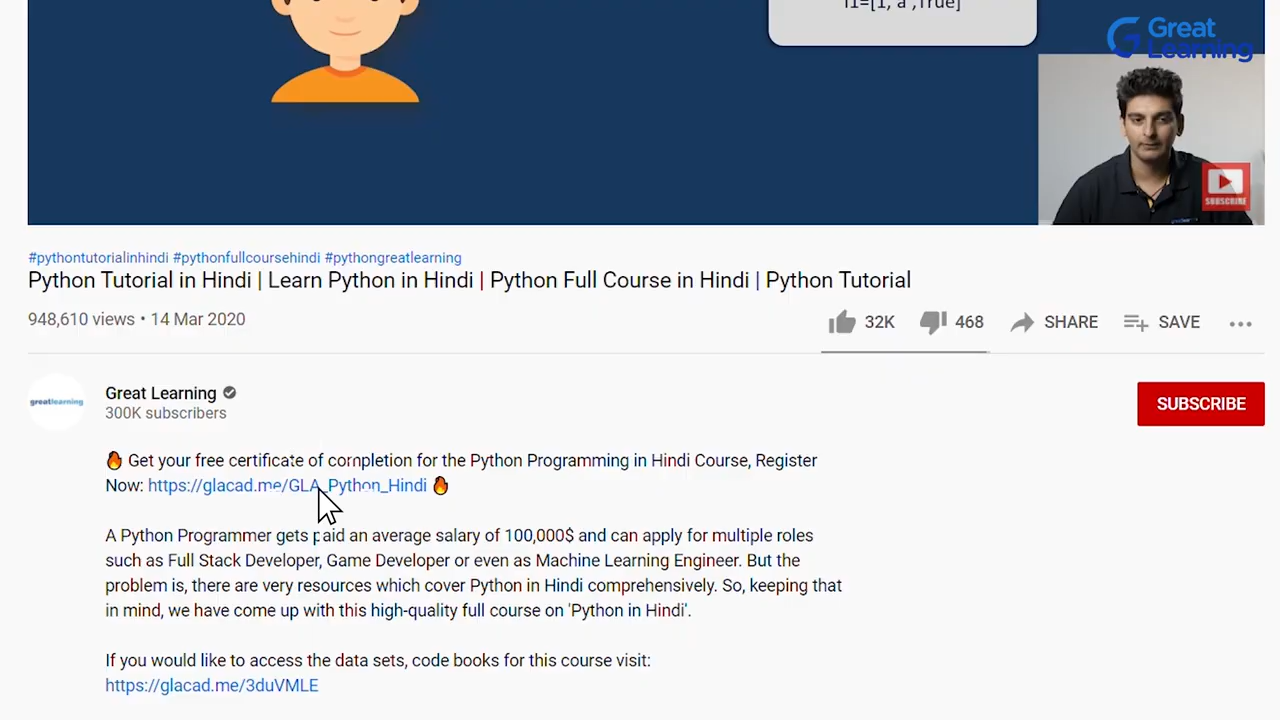 l1=[1,'a',True]
Great
Learning
SUBSCRIBE
#pythontutorialinhindi #pythonfullcoursehindi #pythongreatlearning
Python Tutorial in Hindi | Learn Python in Hindi | Python Full Course in Hindi | Python Tutorial
948,610 views • 14 Mar 2020
32K 468 SHARE SAVE
greatlearning
Great Learning
300K subscribers
SUBSCRIBE
🔥 Get your free certificate of completion for the Python Programming in Hindi Course, Register
Now: https://glacad.me/GLA_Python_Hindi 🔥
A Python Programmer gets paid an average salary of 100,000$ and can apply for multiple roles
such as Full Stack Developer, Game Developer or even as Machine Learning Engineer. But the
problem is, there are very resources which cover Python in Hindi comprehensively. So, keeping that
in mind, we have come up with this high-quality full course on 'Python in Hindi'.
If you would like to access the data sets, code books for this course visit:
https://glacad.me/3duVMLE